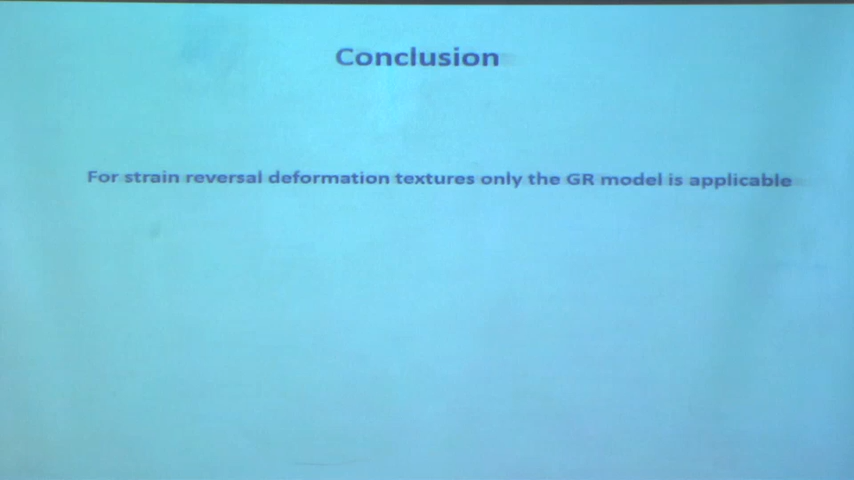 Conclusion
For strain reversal deformation textures only the GR model is applicable